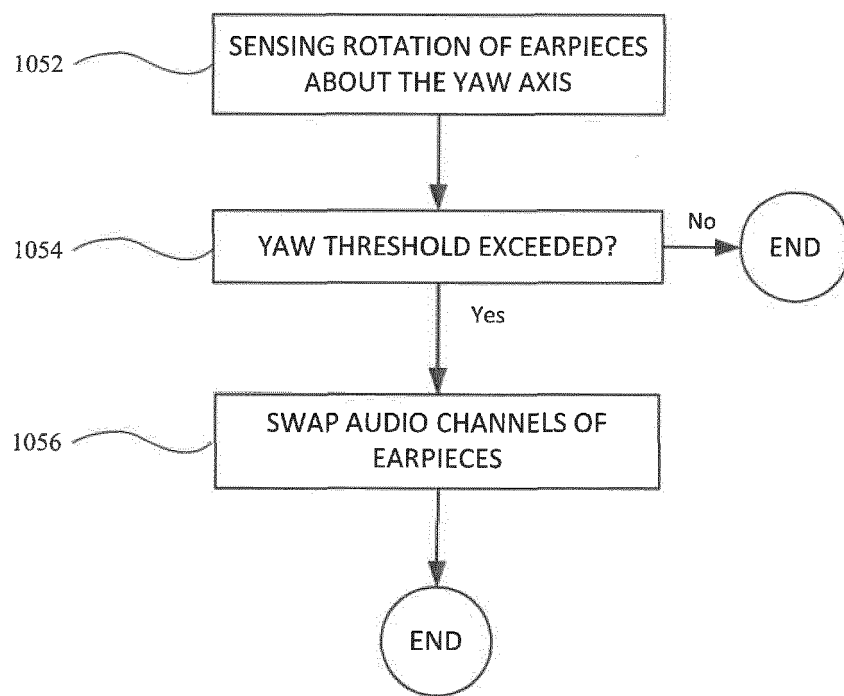 1052
SENSING ROTATION OF EARPIECES
ABOUT THE YAW AXIS
1054
YAW THRESHOLD EXCEEDED?
No
END
Yes
1056
SWAP AUDIO CHANNELS OF
EARPIECES
END